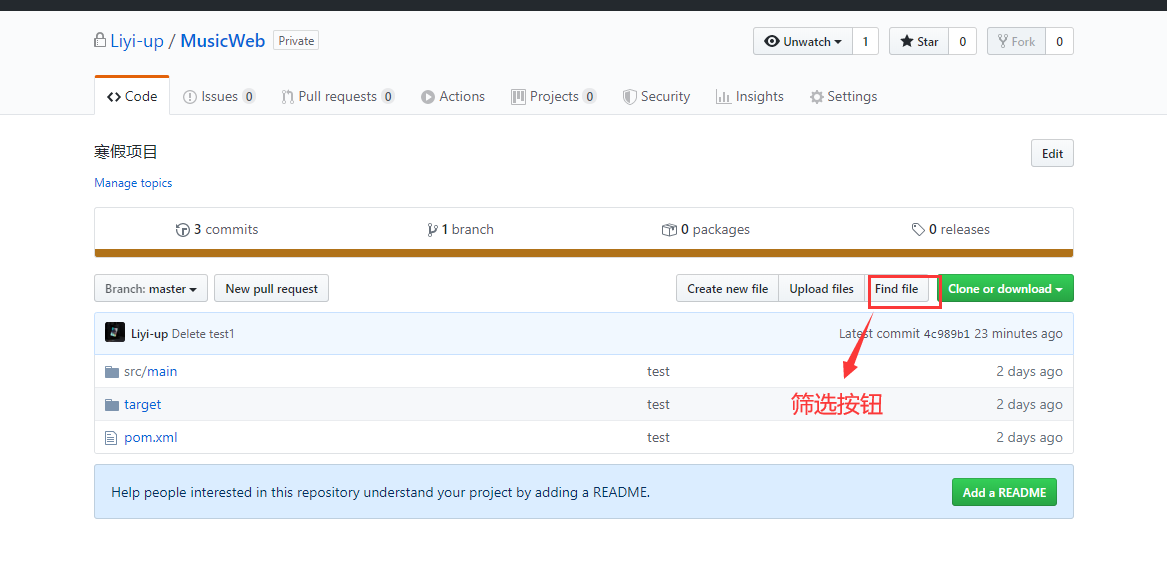 Liyi-up / MusicWeb Private Unwatch 1 Star 0 Fork 0
Code Issues 0 Pull requests 0 Actions Projects 0 Security Insights Settings
寒假项目 Edit
Manage topics
3 commits 1 branch 0 packages 0 releases
Branch: master New pull request Create new file Upload files Find file Clone or download
Liyi-up Delete test1 Latest commit 4c989b1 23 minutes ago
src/main test 2 days ago
target test 2 days ago
筛选按钮
pom.xml test 2 days ago
Help people interested in this repository understand your project by adding a README. Add a README